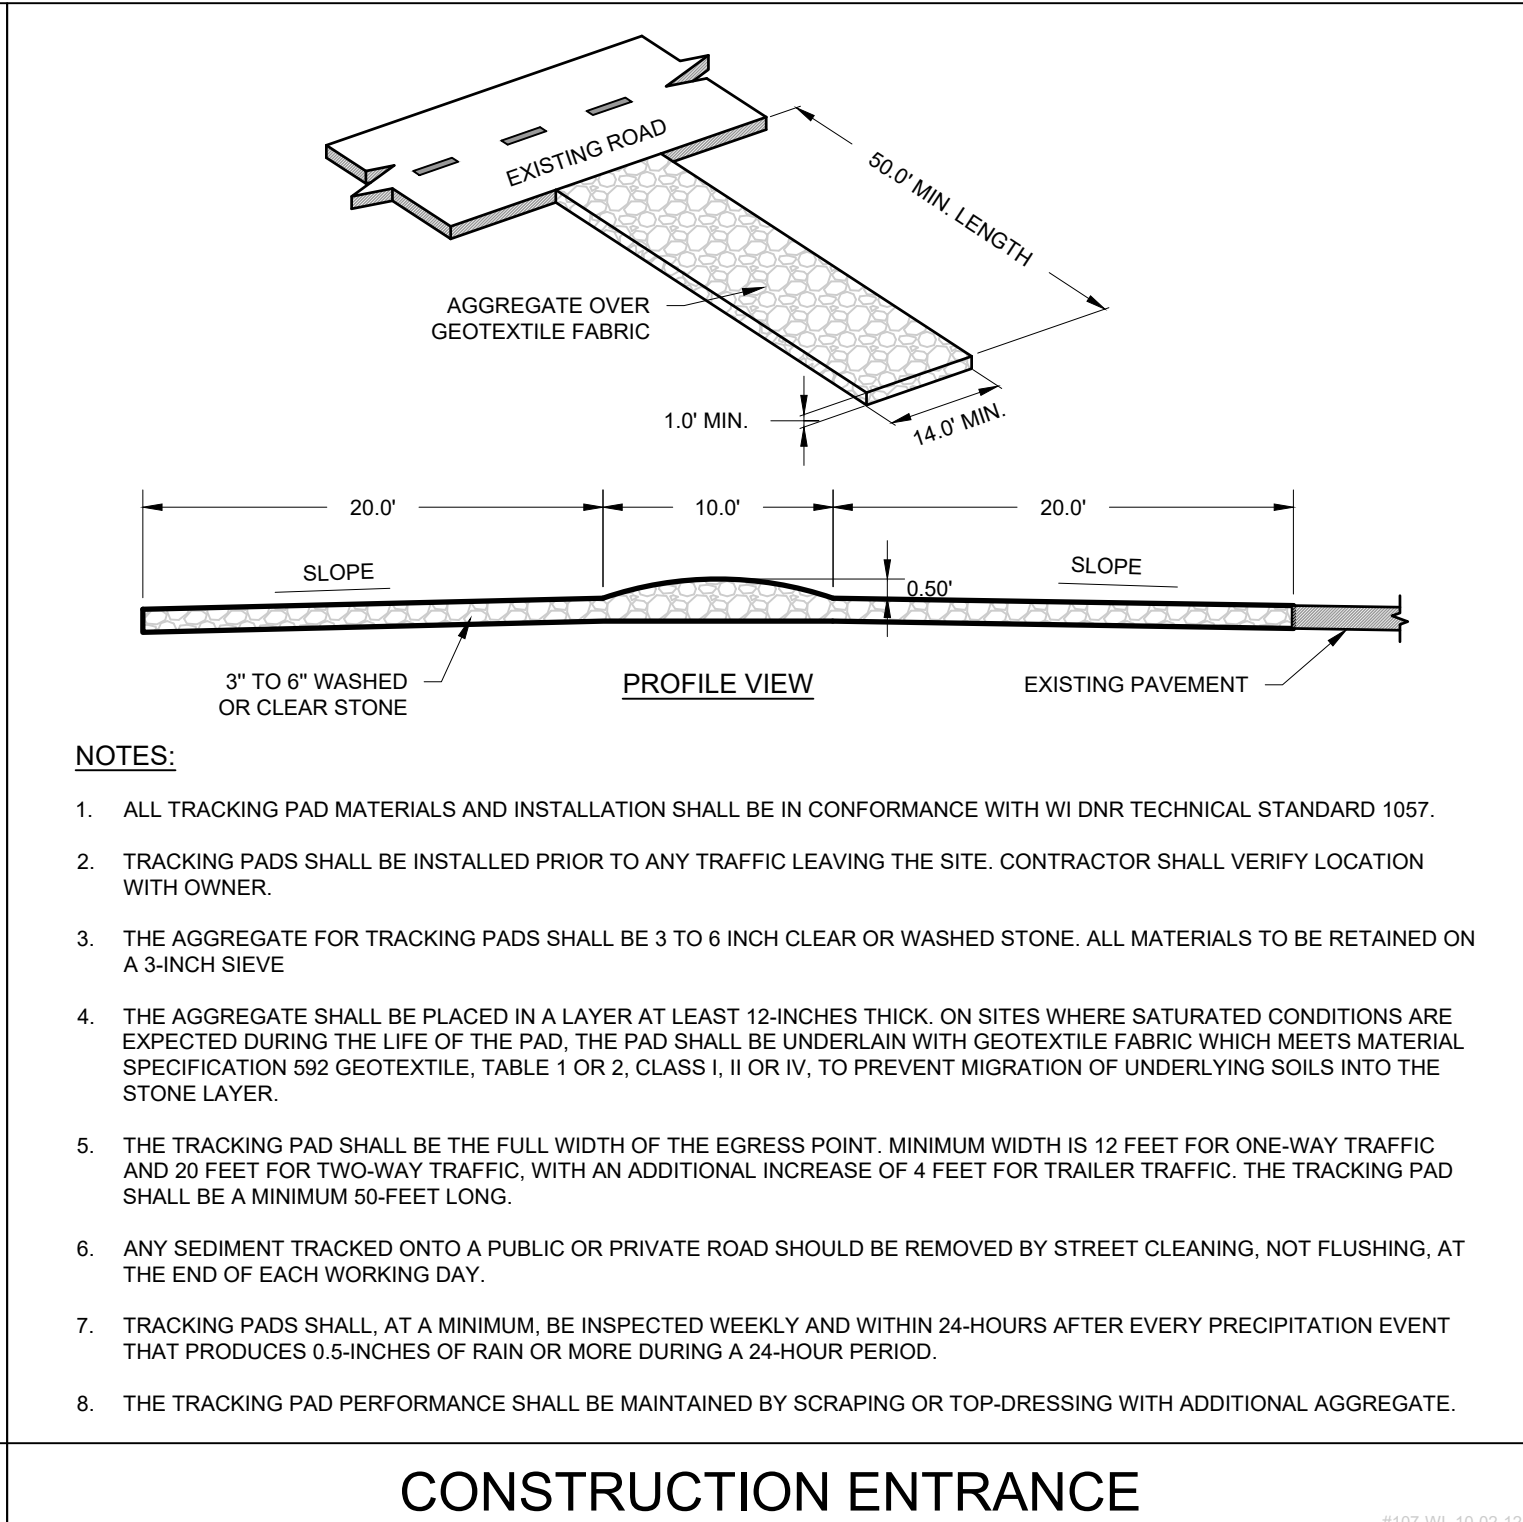 EXISTING ROAD
50.0' MIN. LENGTH
AGGREGATE OVER
GEOTEXTILE FABRIC
1.0' MIN.
14.0' MIN.
20.0'
10.0'
20.0'
SLOPE
SLOPE
0.50'
3" TO 6" WASHED
OR CLEAR STONE
PROFILE VIEW
EXISTING PAVEMENT
NOTES:
1. ALL TRACKING PAD MATERIALS AND INSTALLATION SHALL BE IN CONFORMANCE WITH WI DNR TECHNICAL STANDARD 1057.
2. TRACKING PADS SHALL BE INSTALLED PRIOR TO ANY TRAFFIC LEAVING THE SITE. CONTRACTOR SHALL VERIFY LOCATION
WITH OWNER.
3. THE AGGREGATE FOR TRACKING PADS SHALL BE 3 TO 6 INCH CLEAR OR WASHED STONE. ALL MATERIALS TO BE RETAINED ON
A 3-INCH SIEVE
4. THE AGGREGATE SHALL BE PLACED IN A LAYER AT LEAST 12-INCHES THICK. ON SITES WHERE SATURATED CONDITIONS ARE
EXPECTED DURING THE LIFE OF THE PAD, THE PAD SHALL BE UNDERLAIN WITH GEOTEXTILE FABRIC WHICH MEETS MATERIAL
SPECIFICATION 592 GEOTEXTILE, TABLE 1 OR 2, CLASS I, II OR IV, TO PREVENT MIGRATION OF UNDERLYING SOILS INTO THE
STONE LAYER.
5. THE TRACKING PAD SHALL BE THE FULL WIDTH OF THE EGRESS POINT. MINIMUM WIDTH IS 12 FEET FOR ONE-WAY TRAFFIC
AND 20 FEET FOR TWO-WAY TRAFFIC, WITH AN ADDITIONAL INCREASE OF 4 FEET FOR TRAILER TRAFFIC. THE TRACKING PAD
SHALL BE A MINIMUM 50-FEET LONG.
6. ANY SEDIMENT TRACKED ONTO A PUBLIC OR PRIVATE ROAD SHOULD BE REMOVED BY STREET CLEANING, NOT FLUSHING, AT
THE END OF EACH WORKING DAY.
7. TRACKING PADS SHALL, AT A MINIMUM, BE INSPECTED WEEKLY AND WITHIN 24-HOURS AFTER EVERY PRECIPITATION EVENT
THAT PRODUCES 0.5-INCHES OF RAIN OR MORE DURING A 24-HOUR PERIOD.
8. THE TRACKING PAD PERFORMANCE SHALL BE MAINTAINED BY SCRAPING OR TOP-DRESSING WITH ADDITIONAL AGGREGATE.
CONSTRUCTION ENTRANCE